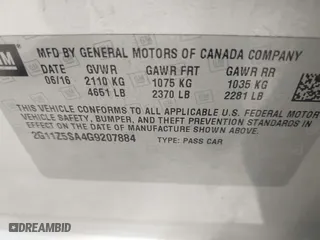 GM
MFD BY GENERAL MOTORS OF CANADA COMPANY
DATE GVWR GAWR FRT GAWR RR
06/16 2110 KG 1075 KG 1035 KG
4651 LB 2370 LB 2281 LB
THIS VEHICLE CONFORMS TO ALL APPLICABLE U.S. FEDERAL MOTOR
VEHICLE SAFETY, BUMPER, AND THEFT PREVENTION STANDARDS
IN EFFECT ON THE DATE OF MANUFACTURE SHOWN ABOVE.
2G11Z5SA4G9207884 TYPE: PASS CAR